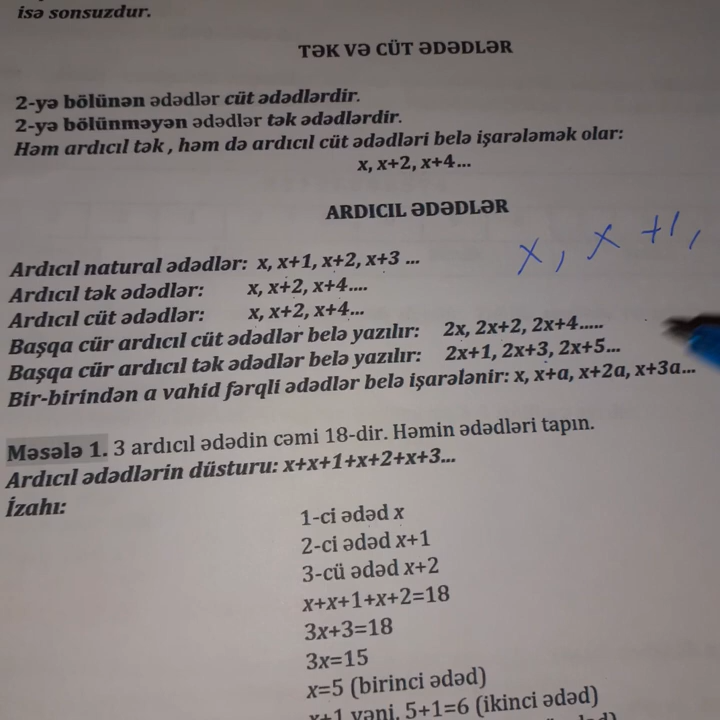 isə sonsuzdur.
TƏK VƏ CÜT ƏDƏDLƏR
2-yə bölünən ədədlər cüt ədədlərdir.
2-yə bölünməyən ədədlər tək ədədlərdir.
Həm ardıcıl tək , həm də ardıcıl cüt ədədləri belə işarələmək olar:
x, x+2, x+4...
ARDICIL ƏDƏDLƏR
x, x +1,
Ardıcıl natural ədədlər: x, x+1, x+2, x+3 ...
Ardıcıl tək ədədlər: x, x+2, x+4....
Ardıcıl cüt ədədlər: x, x+2, x+4...
Başqa cür ardıcıl cüt ədədlər belə yazılır: 2x, 2x+2, 2x+4.....
Başqa cür ardıcıl tək ədədlər belə yazılır: 2x+1, 2x+3, 2x+5...
Bir-birindən a vahid fərqli ədədlər belə işarələnir: x, x+a, x+2a, x+3a...
Məsələ 1. 3 ardıcıl ədədin cəmi 18-dir. Həmin ədədləri tapın.
Ardıcıl ədədlərin düsturu: x+x+1+x+2+x+3...
İzahı:
1-ci ədəd x
2-ci ədəd x+1
3-cü ədəd x+2
x+x+1+x+2=18
3x+3=18
3x=15
x=5 (birinci ədəd)
x+1 yəni, 5+1=6 (ikinci ədəd)